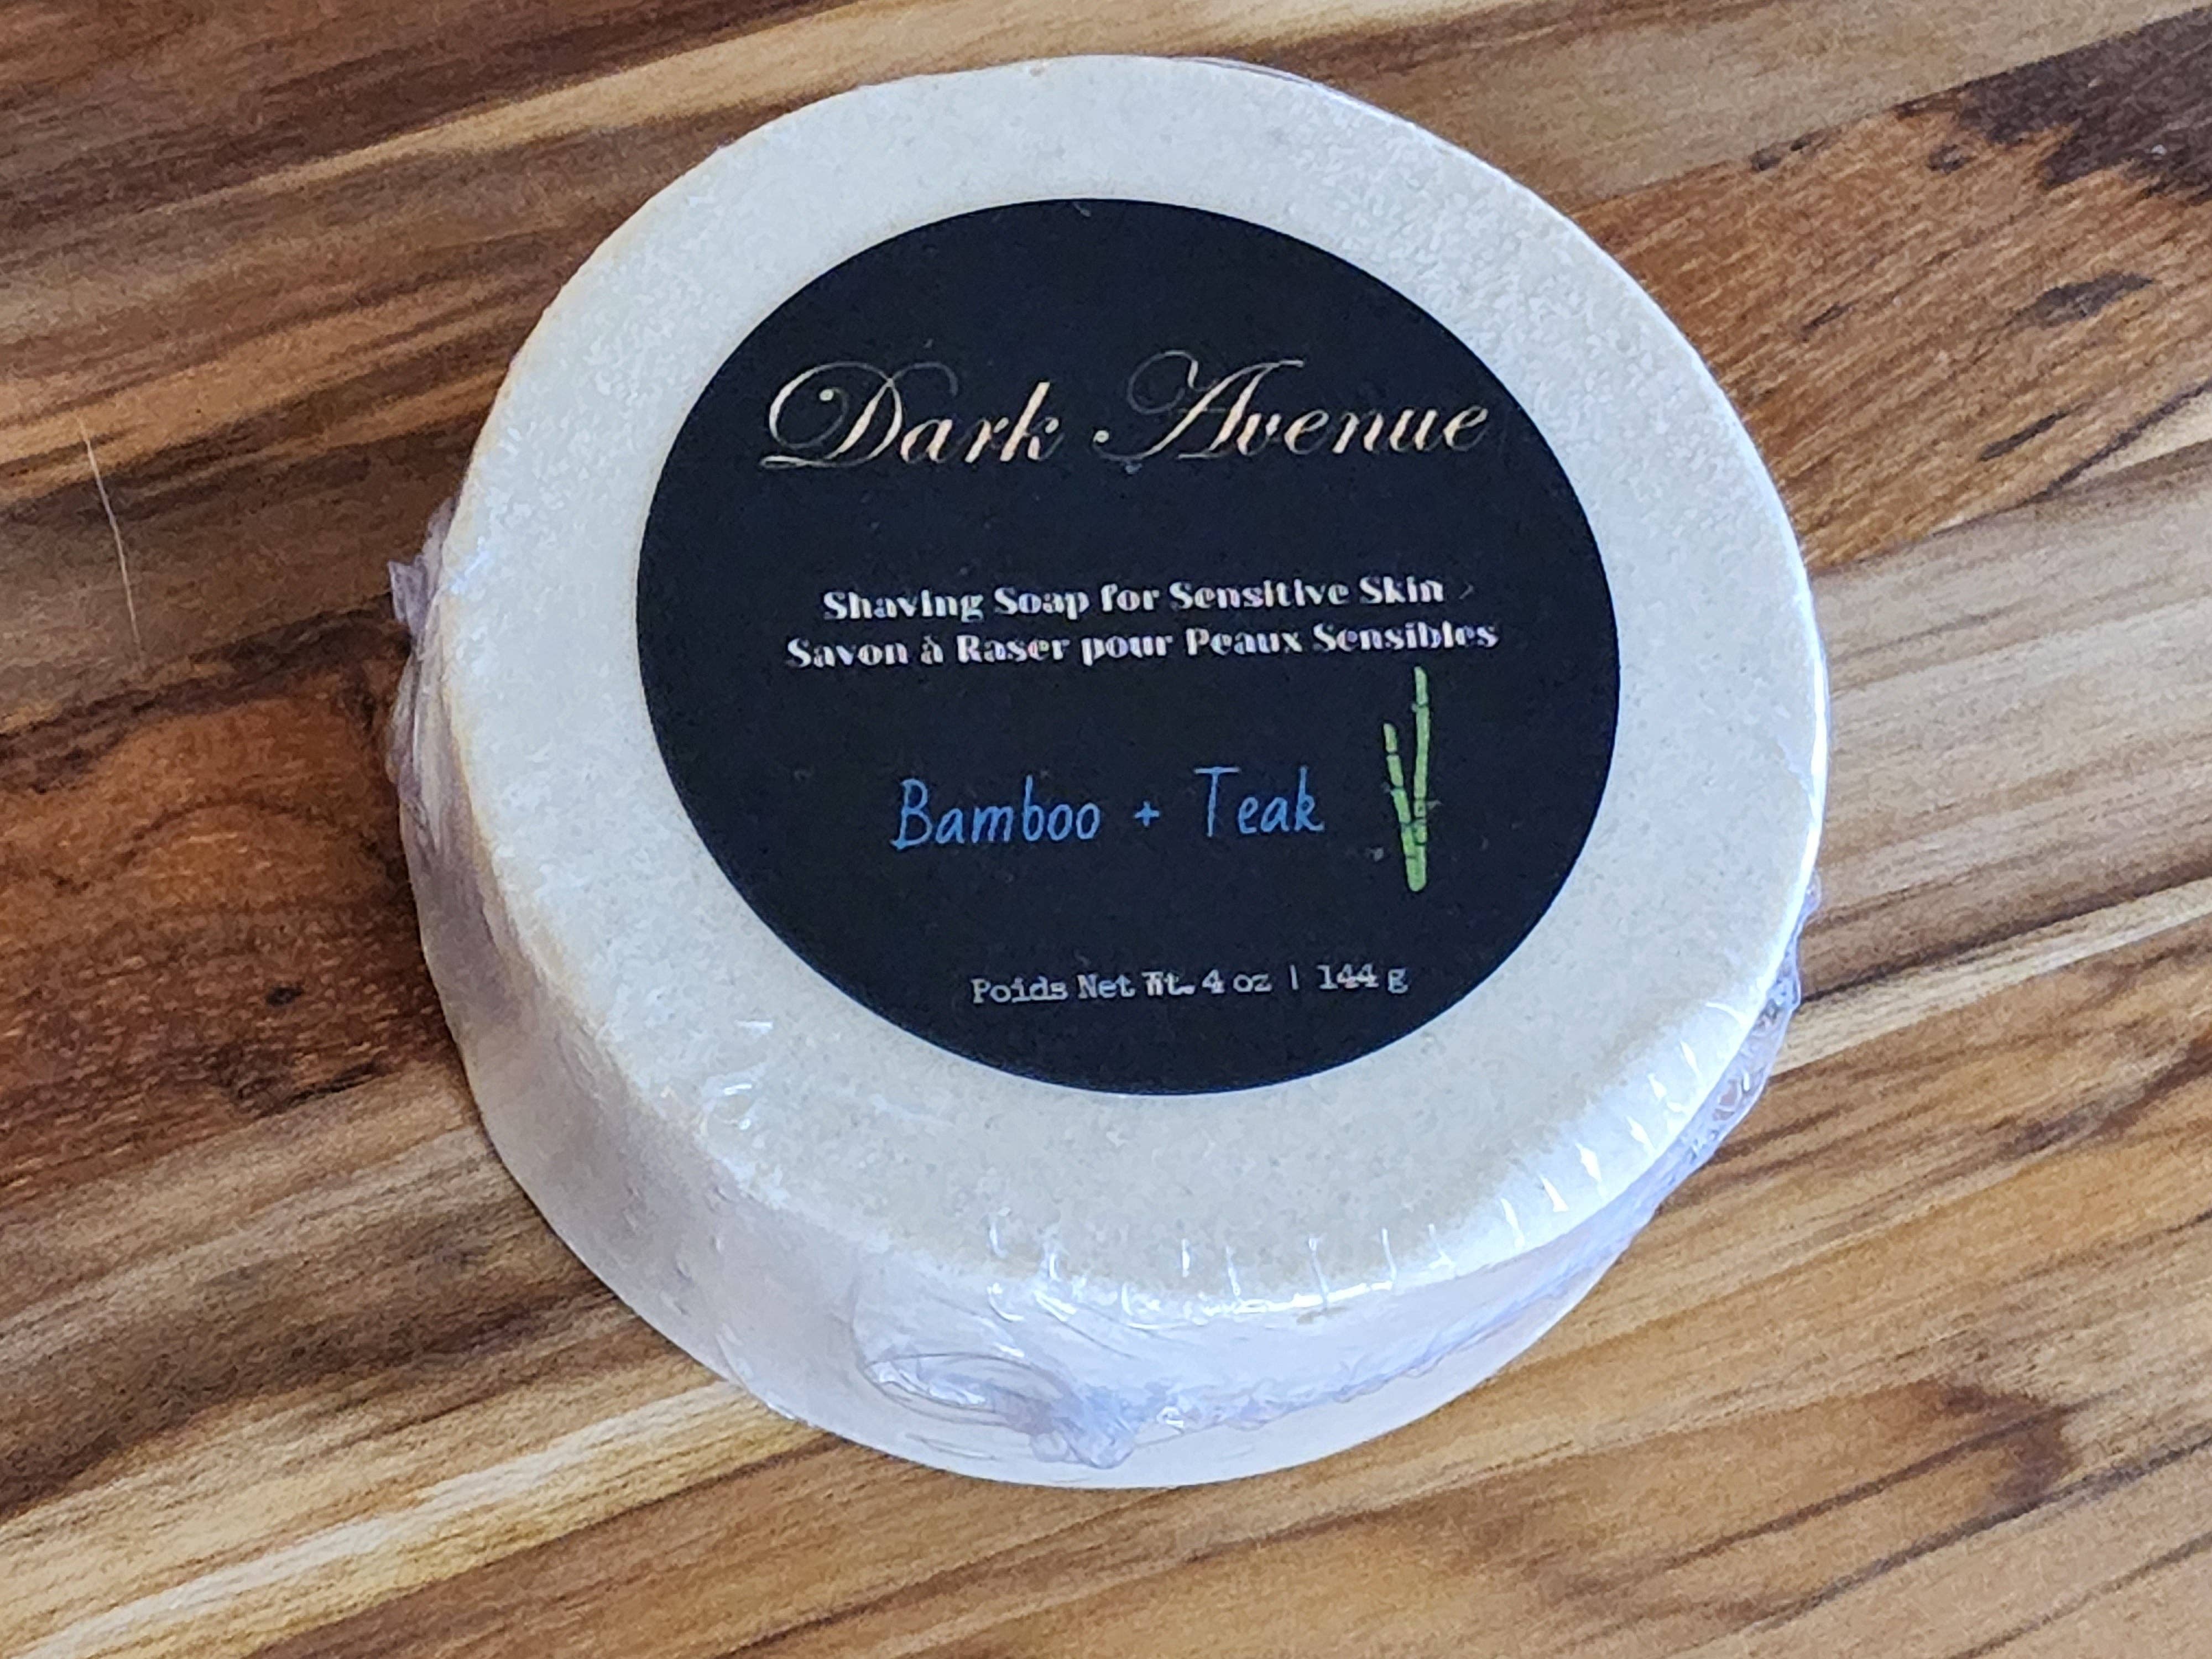 Dark Avenue
Shaving Soap for Sensitive Skin
Savon à Raser pour Peaux Sensibles
Bamboo + Teak
Poids Net Wt. 4 oz | 144 g